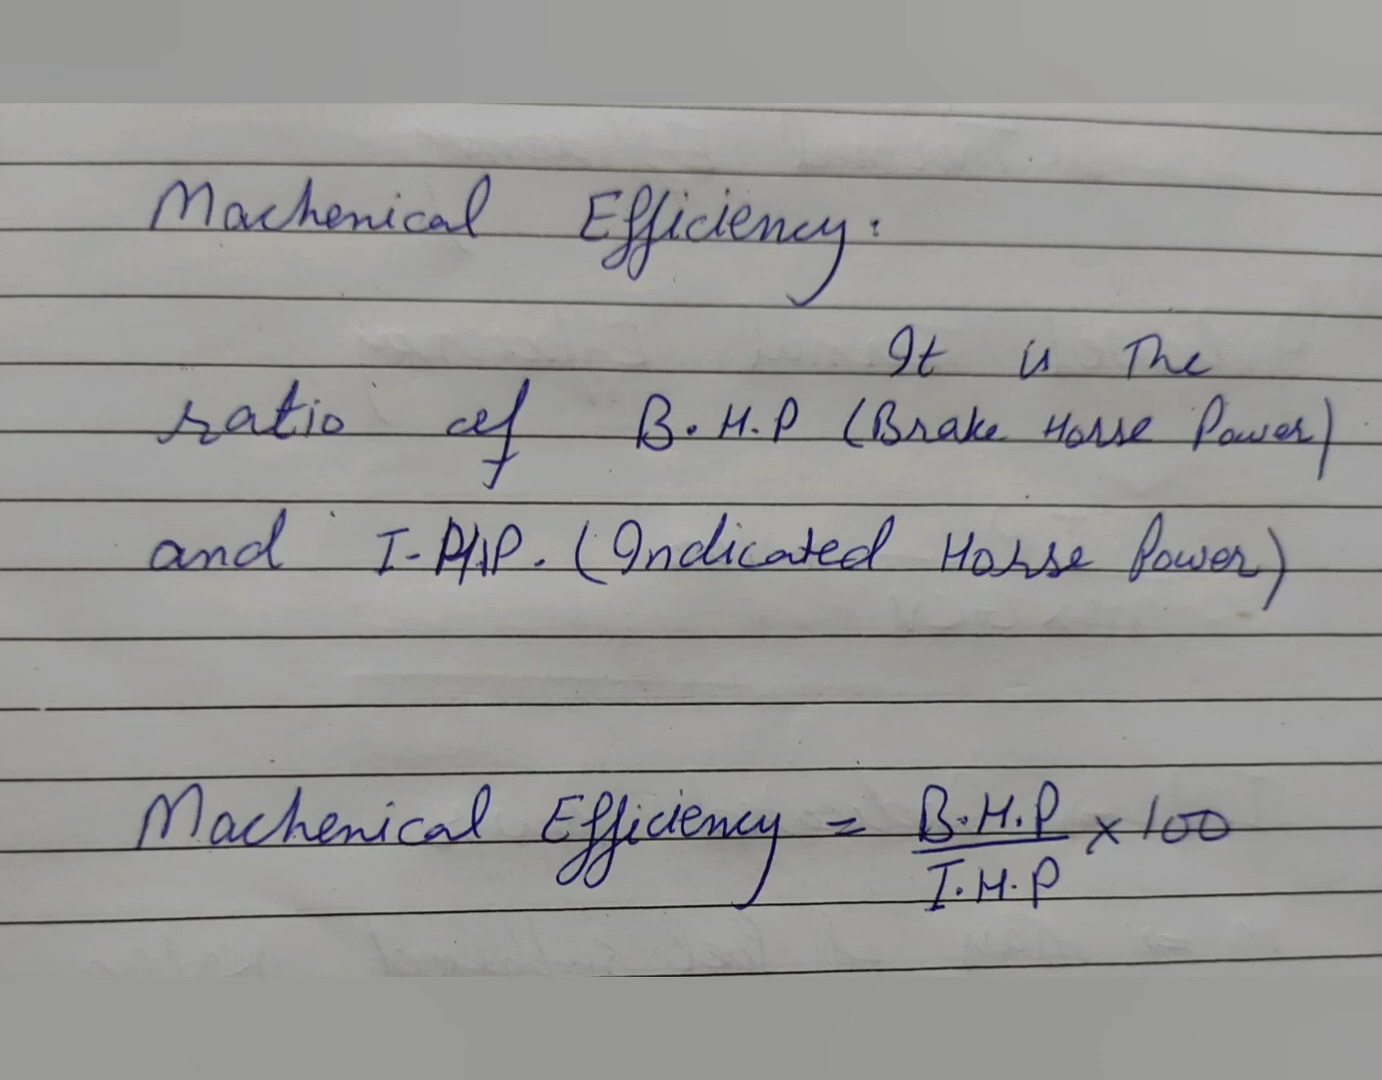 Machenical Efficiency:
It is The
ratio of B.H.P (Brake Horse Power)
and I-H.P. (Indicated Horse Power)
Machenical Efficiency = B.H.P / I.H.P × 100